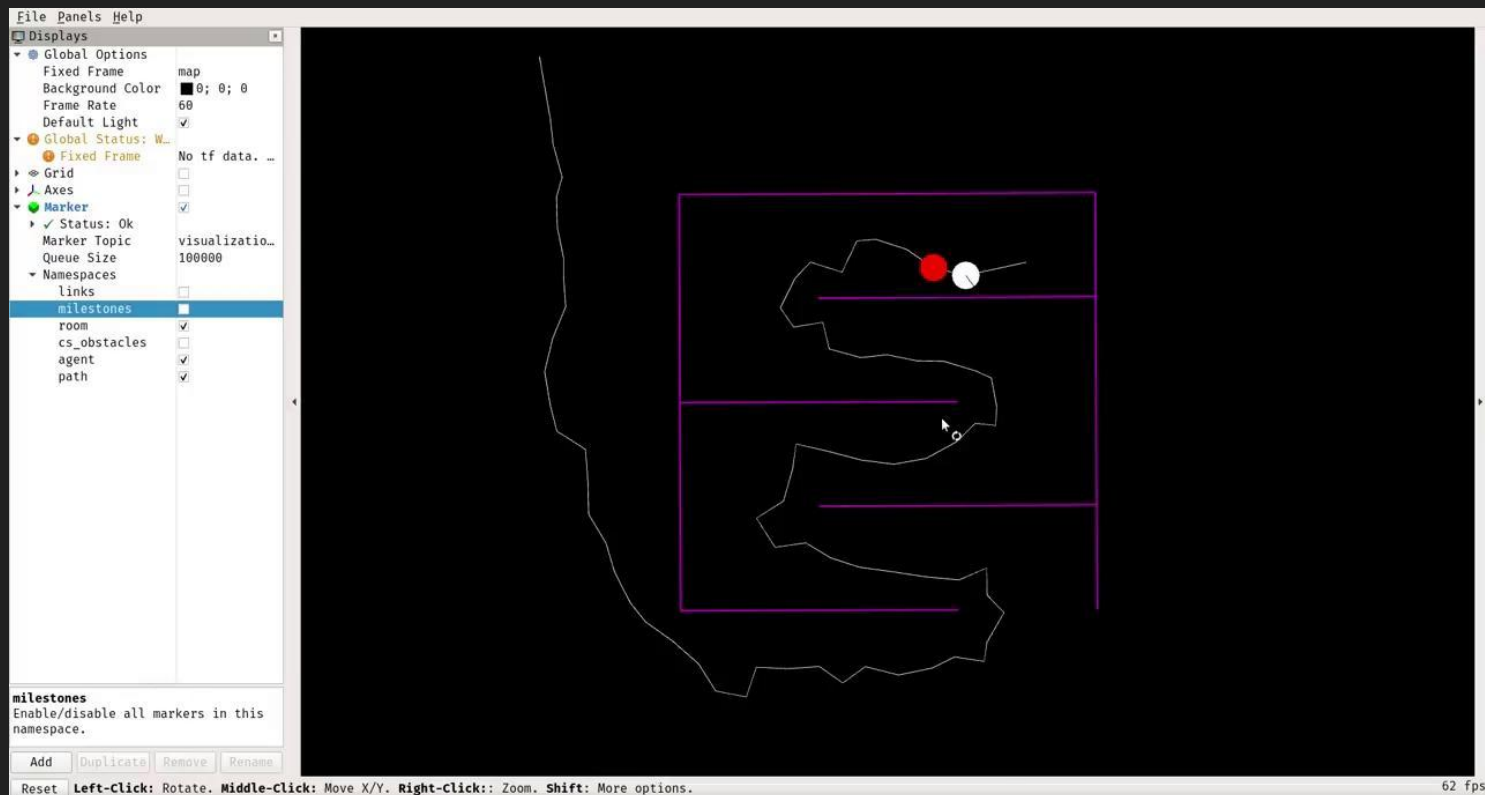 File Panels Help
Displays
Global Options
Fixed Frame map
Background Color 0; 0; 0
Frame Rate 60
Default Light
Global Status: W…
Fixed Frame No tf data. …
Grid
Axes
Marker
Status: Ok
Marker Topic visualizatio…
Queue Size 100000
Namespaces
links
milestones
room
cs_obstacles
agent
path
milestones
Enable/disable all markers in this
namespace.
Add Duplicate Remove Rename
Reset Left-Click: Rotate. Middle-Click: Move X/Y. Right-Click:: Zoom. Shift: More options. 62 fps